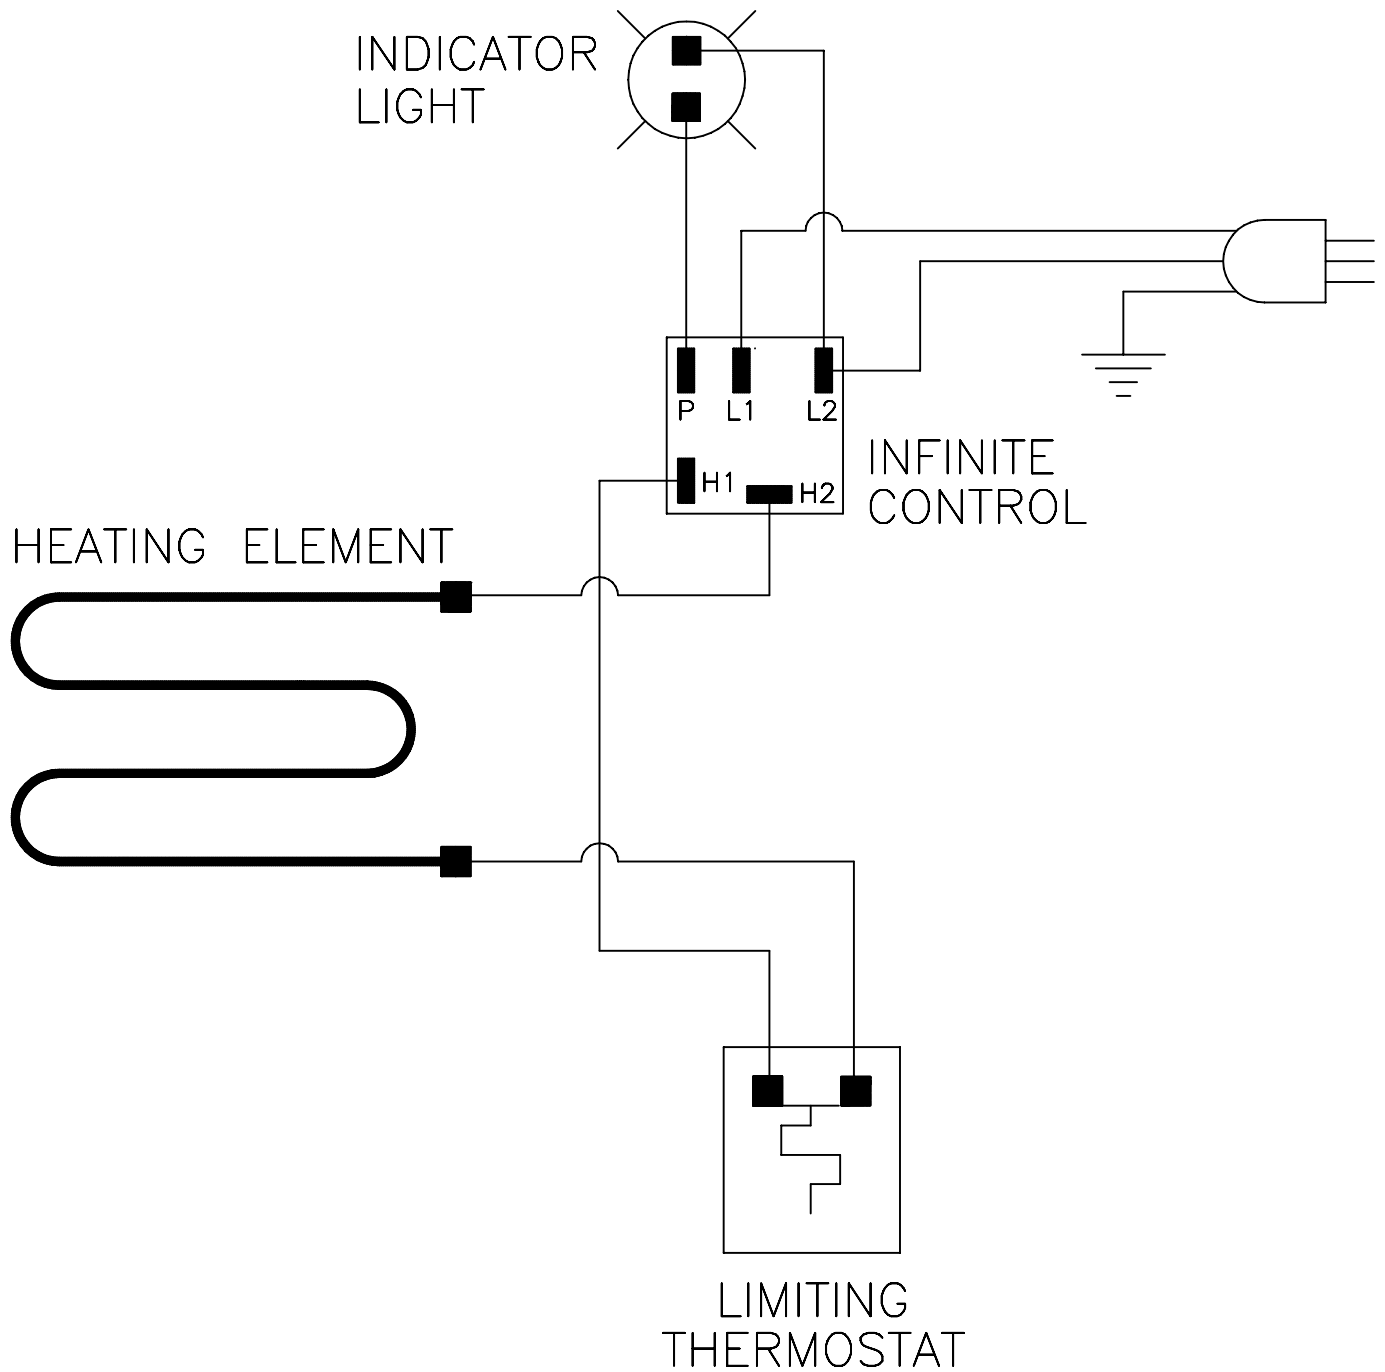 INDICATOR
LIGHT
P L1 L2
H1 H2
INFINITE
CONTROL
HEATING ELEMENT
LIMITING
THERMOSTAT